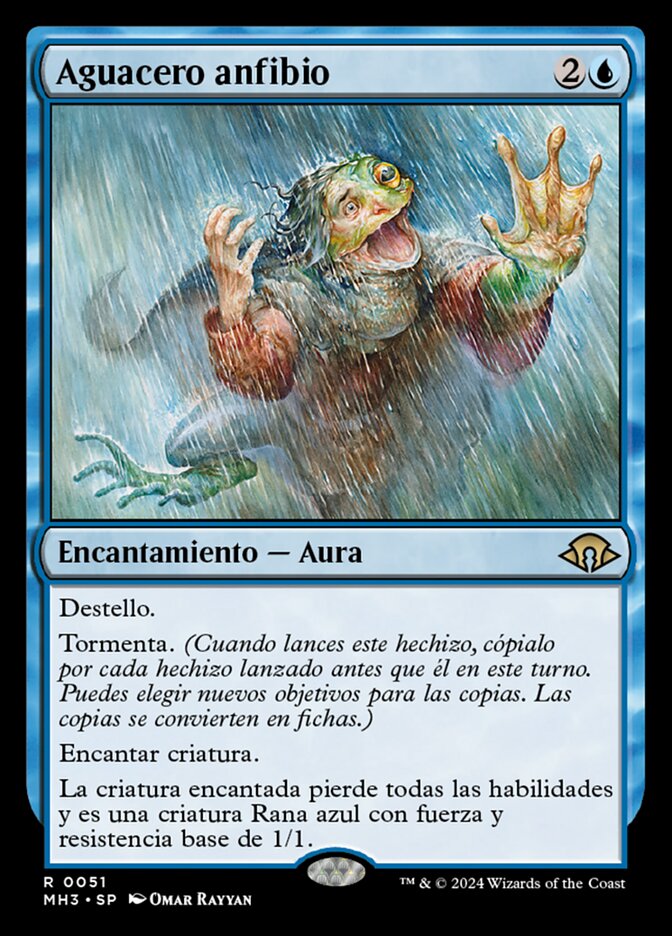 Aguacero anfibio
2
Encantamiento — Aura
Destello.
Tormenta. (Cuando lances este hechizo, cópialo
por cada hechizo lanzado antes que él en este turno.
Puedes elegir nuevos objetivos para las copias. Las
copias se convierten en fichas.)
Encantar criatura.
La criatura encantada pierde todas las habilidades
y es una criatura Rana azul con fuerza y
resistencia base de 1/1.
R 0051
MH3 • SP Omar Rayyan
™ & © 2024 Wizards of the Coast